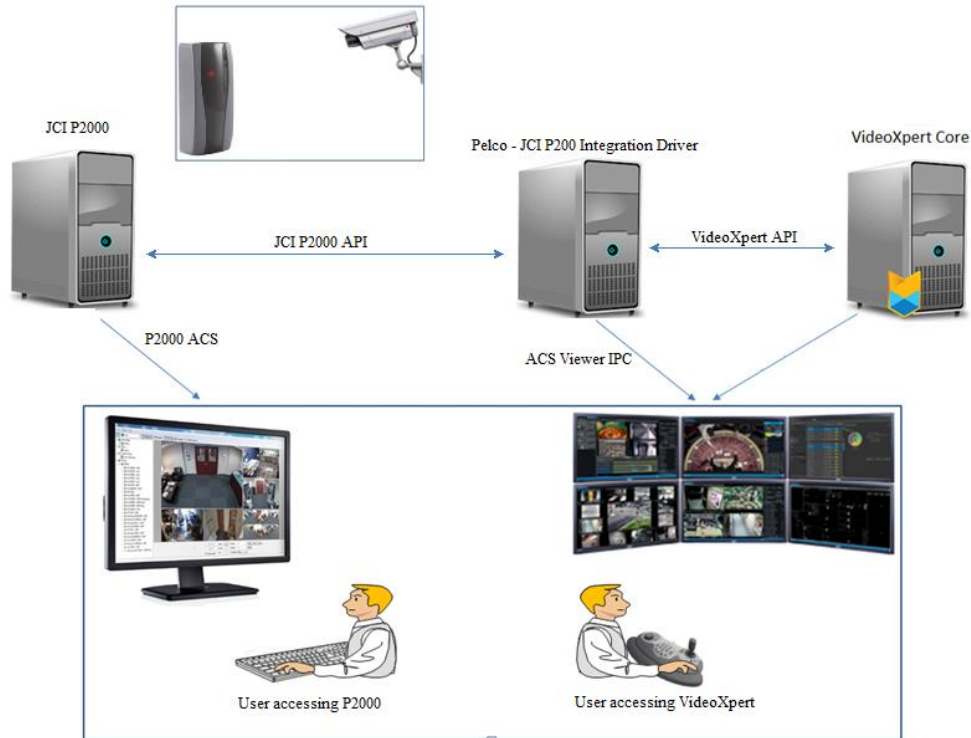 JCI P2000
Pelco - JCI P200 Integration Driver
VideoXpert Core
JCI P2000 API
VideoXpert API
P2000 ACS
ACS Viewer IPC
User accessing P2000
User accessing VideoXpert